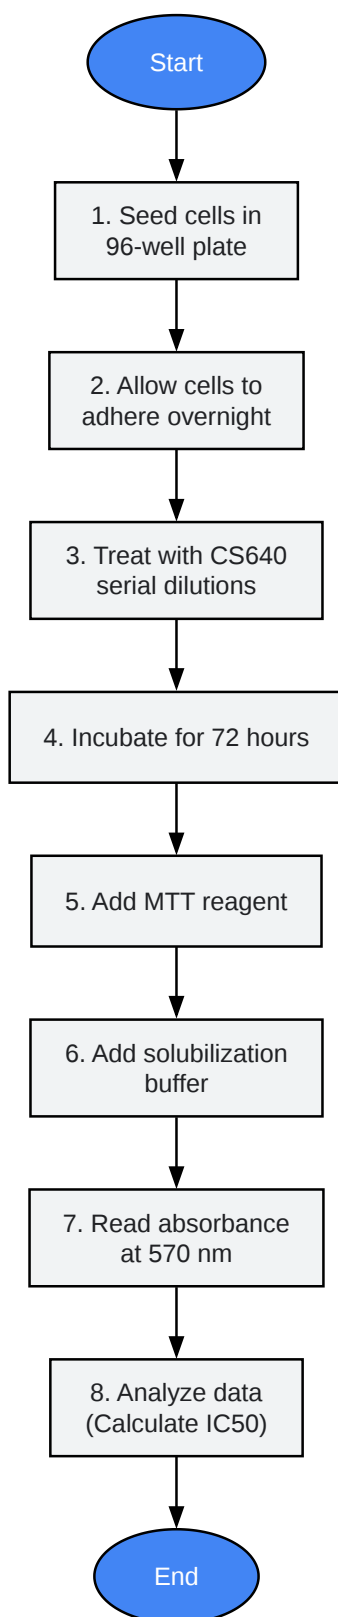 Start
1. Seed cells in
96-well plate
2. Allow cells to
adhere overnight
3. Treat with CS640
serial dilutions
4. Incubate for 72 hours
5. Add MTT reagent
6. Add solubilization
buffer
7. Read absorbance
at 570 nm
8. Analyze data
(Calculate IC50)
End